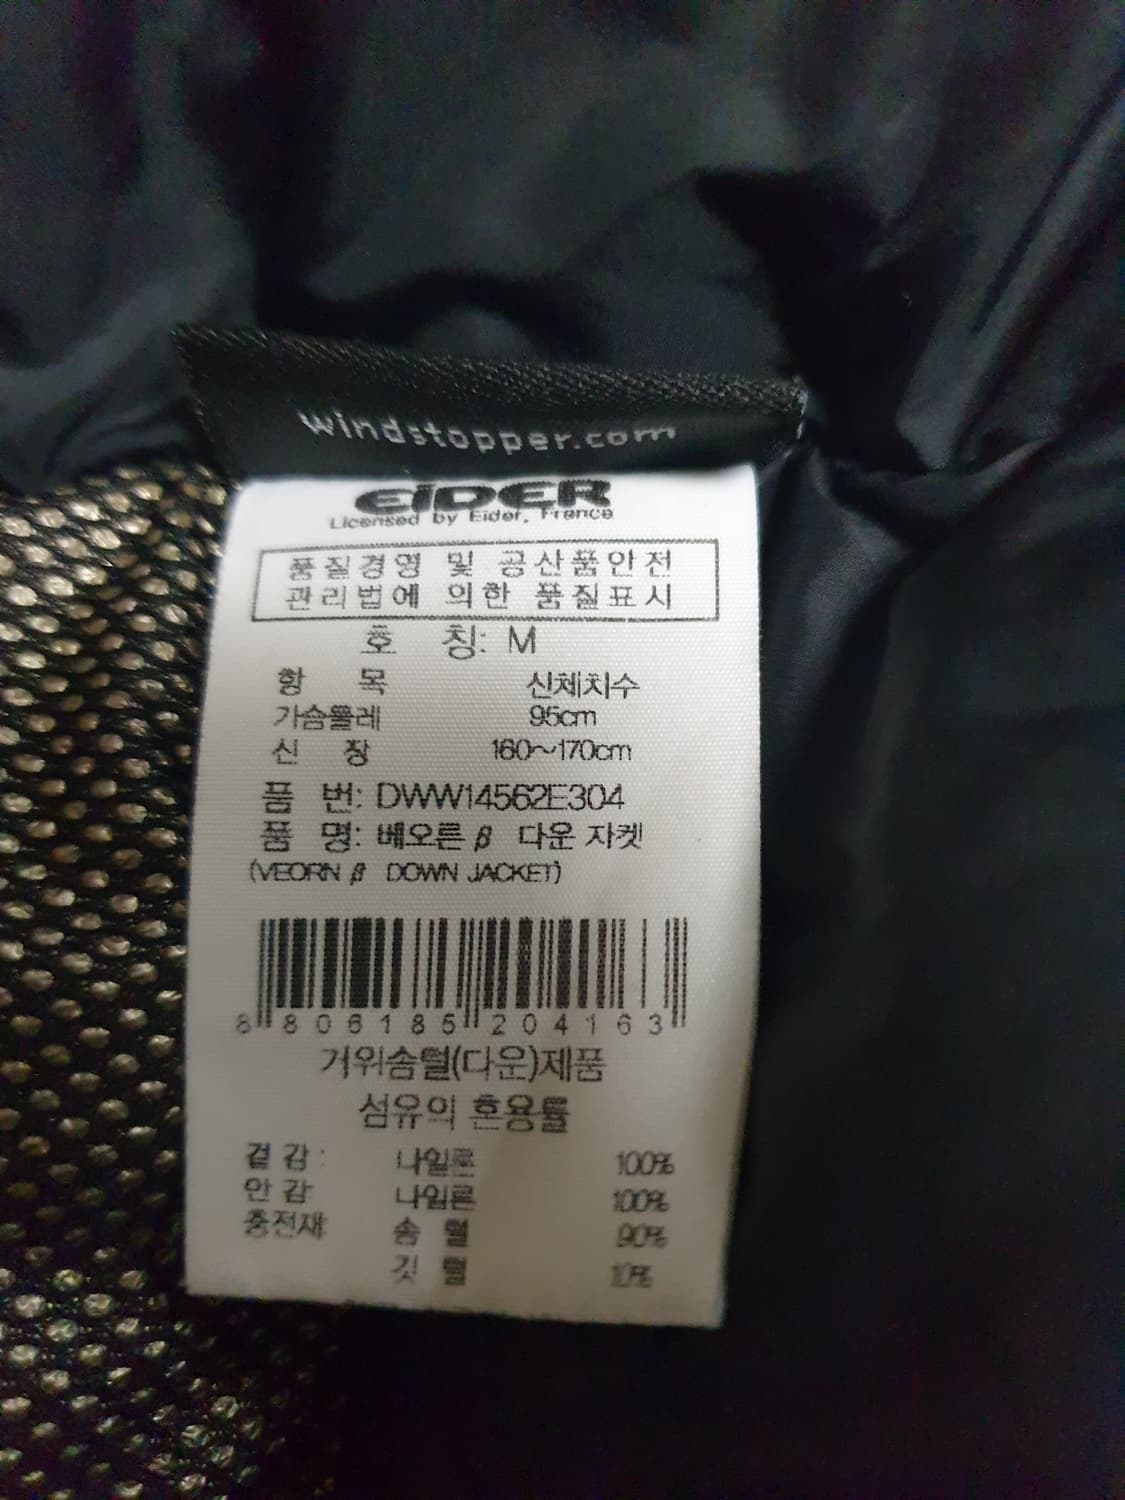 windstopper.com
EiDER
Licensed by Eider, France
품질경영 및 공산품안전
관리법에 의한 품질표시
호 칭: M
항 목 신체치수
가슴둘레 95cm
신 장 160~170cm
품 번: DWW14562E304
품 명: 베오른 β 다운 자켓
(VEORN β DOWN JACKET)
8 806185 204163
거위솜털(다운)제품
섬유의 혼용률
겉감: 나일론 100%
안감 나일론 100%
충전재 솜털 90%
깃털 10%